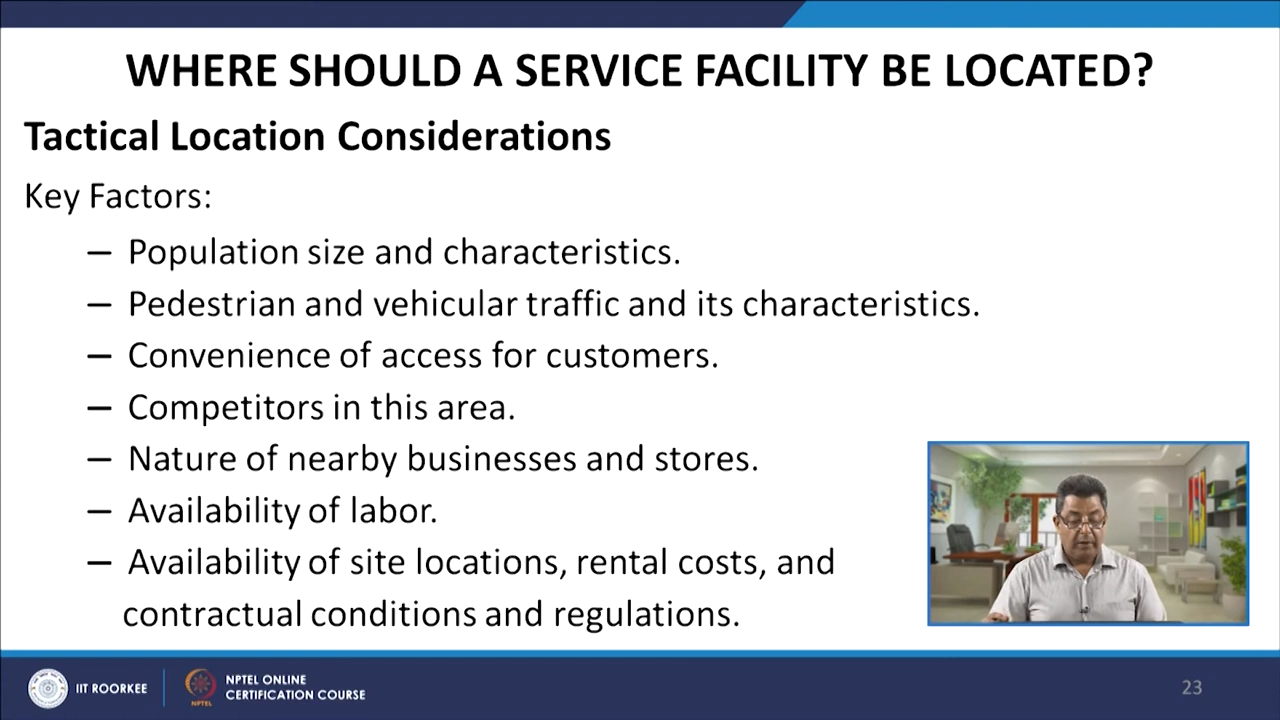 WHERE SHOULD A SERVICE FACILITY BE LOCATED?
Tactical Location Considerations
Key Factors:
– Population size and characteristics.
– Pedestrian and vehicular traffic and its characteristics.
– Convenience of access for customers.
– Competitors in this area.
– Nature of nearby businesses and stores.
– Availability of labor.
– Availability of site locations, rental costs, and
contractual conditions and regulations.
IIT ROORKEE
NPTEL
NPTEL ONLINE
CERTIFICATION COURSE
23